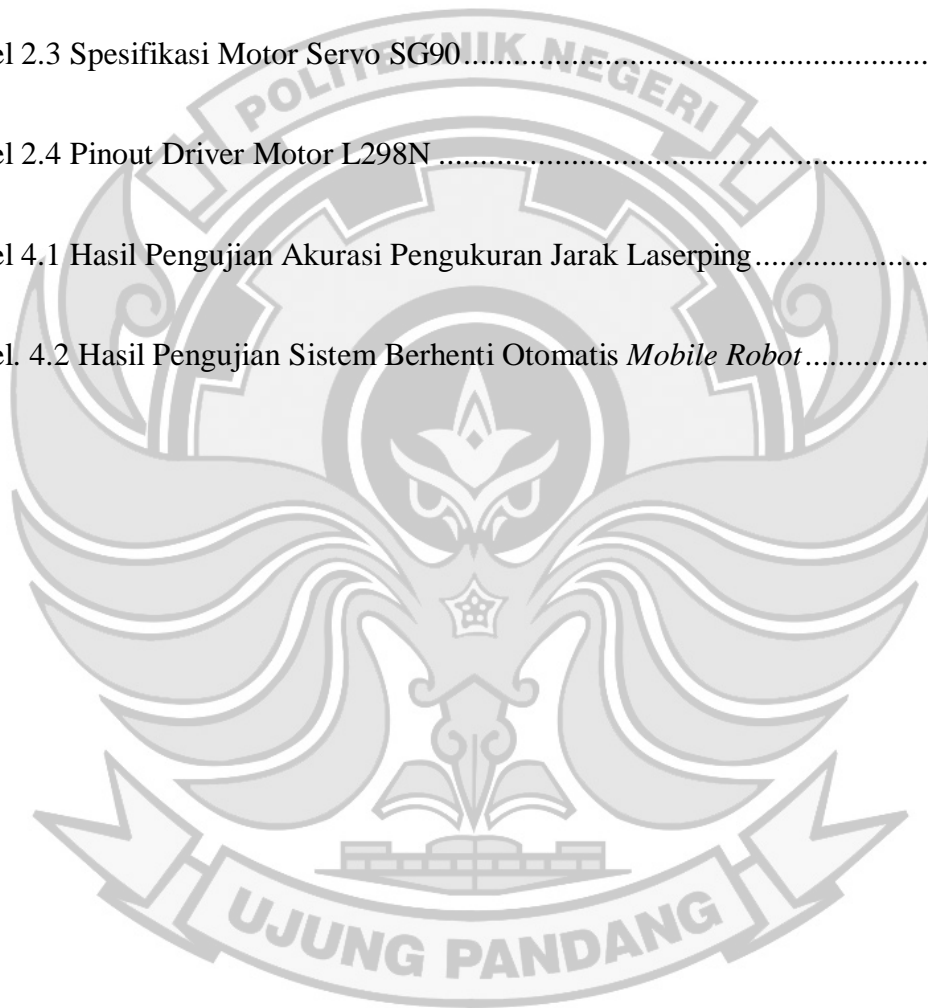 el 2.3 Spesifikasi Motor Servo SG90....................................................
POLITEKNIK NEGERI
el 2.4 Pinout Driver Motor L298N ....................................................
el 4.1 Hasil Pengujian Akurasi Pengukuran Jarak Laserping.....................
el. 4.2 Hasil Pengujian Sistem Berhenti Otomatis Mobile Robot...............
UJUNG PANDANG